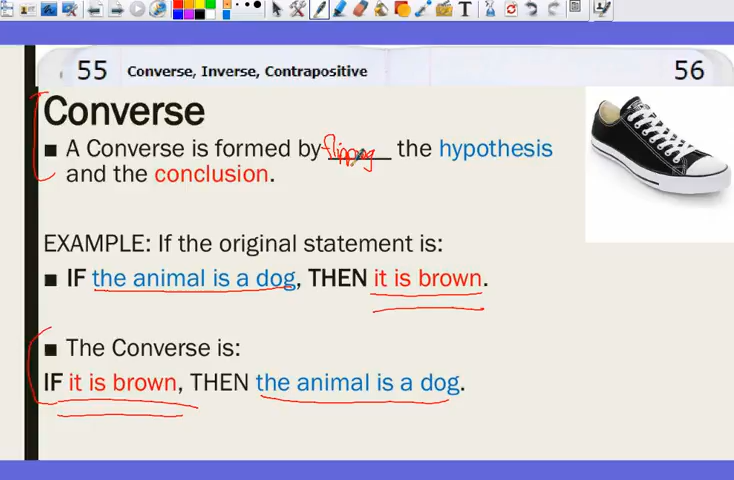 55 Converse, Inverse, Contrapositive 56
Converse
■ A Converse is formed by flipping the hypothesis
and the conclusion.
EXAMPLE: If the original statement is:
■ IF the animal is a dog, THEN it is brown.
■ The Converse is:
IF it is brown, THEN the animal is a dog.